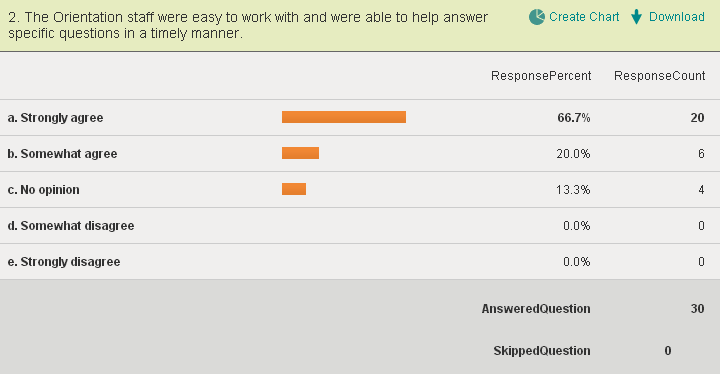 2. The Orientation staff were easy to work with and were able to help answer
specific questions in a timely manner.
Create Chart Download
ResponsePercent ResponseCount
a. Strongly agree 66.7% 20
b. Somewhat agree 20.0% 6
c. No opinion 13.3% 4
d. Somewhat disagree 0.0% 0
e. Strongly disagree 0.0% 0
AnsweredQuestion 30
SkippedQuestion 0